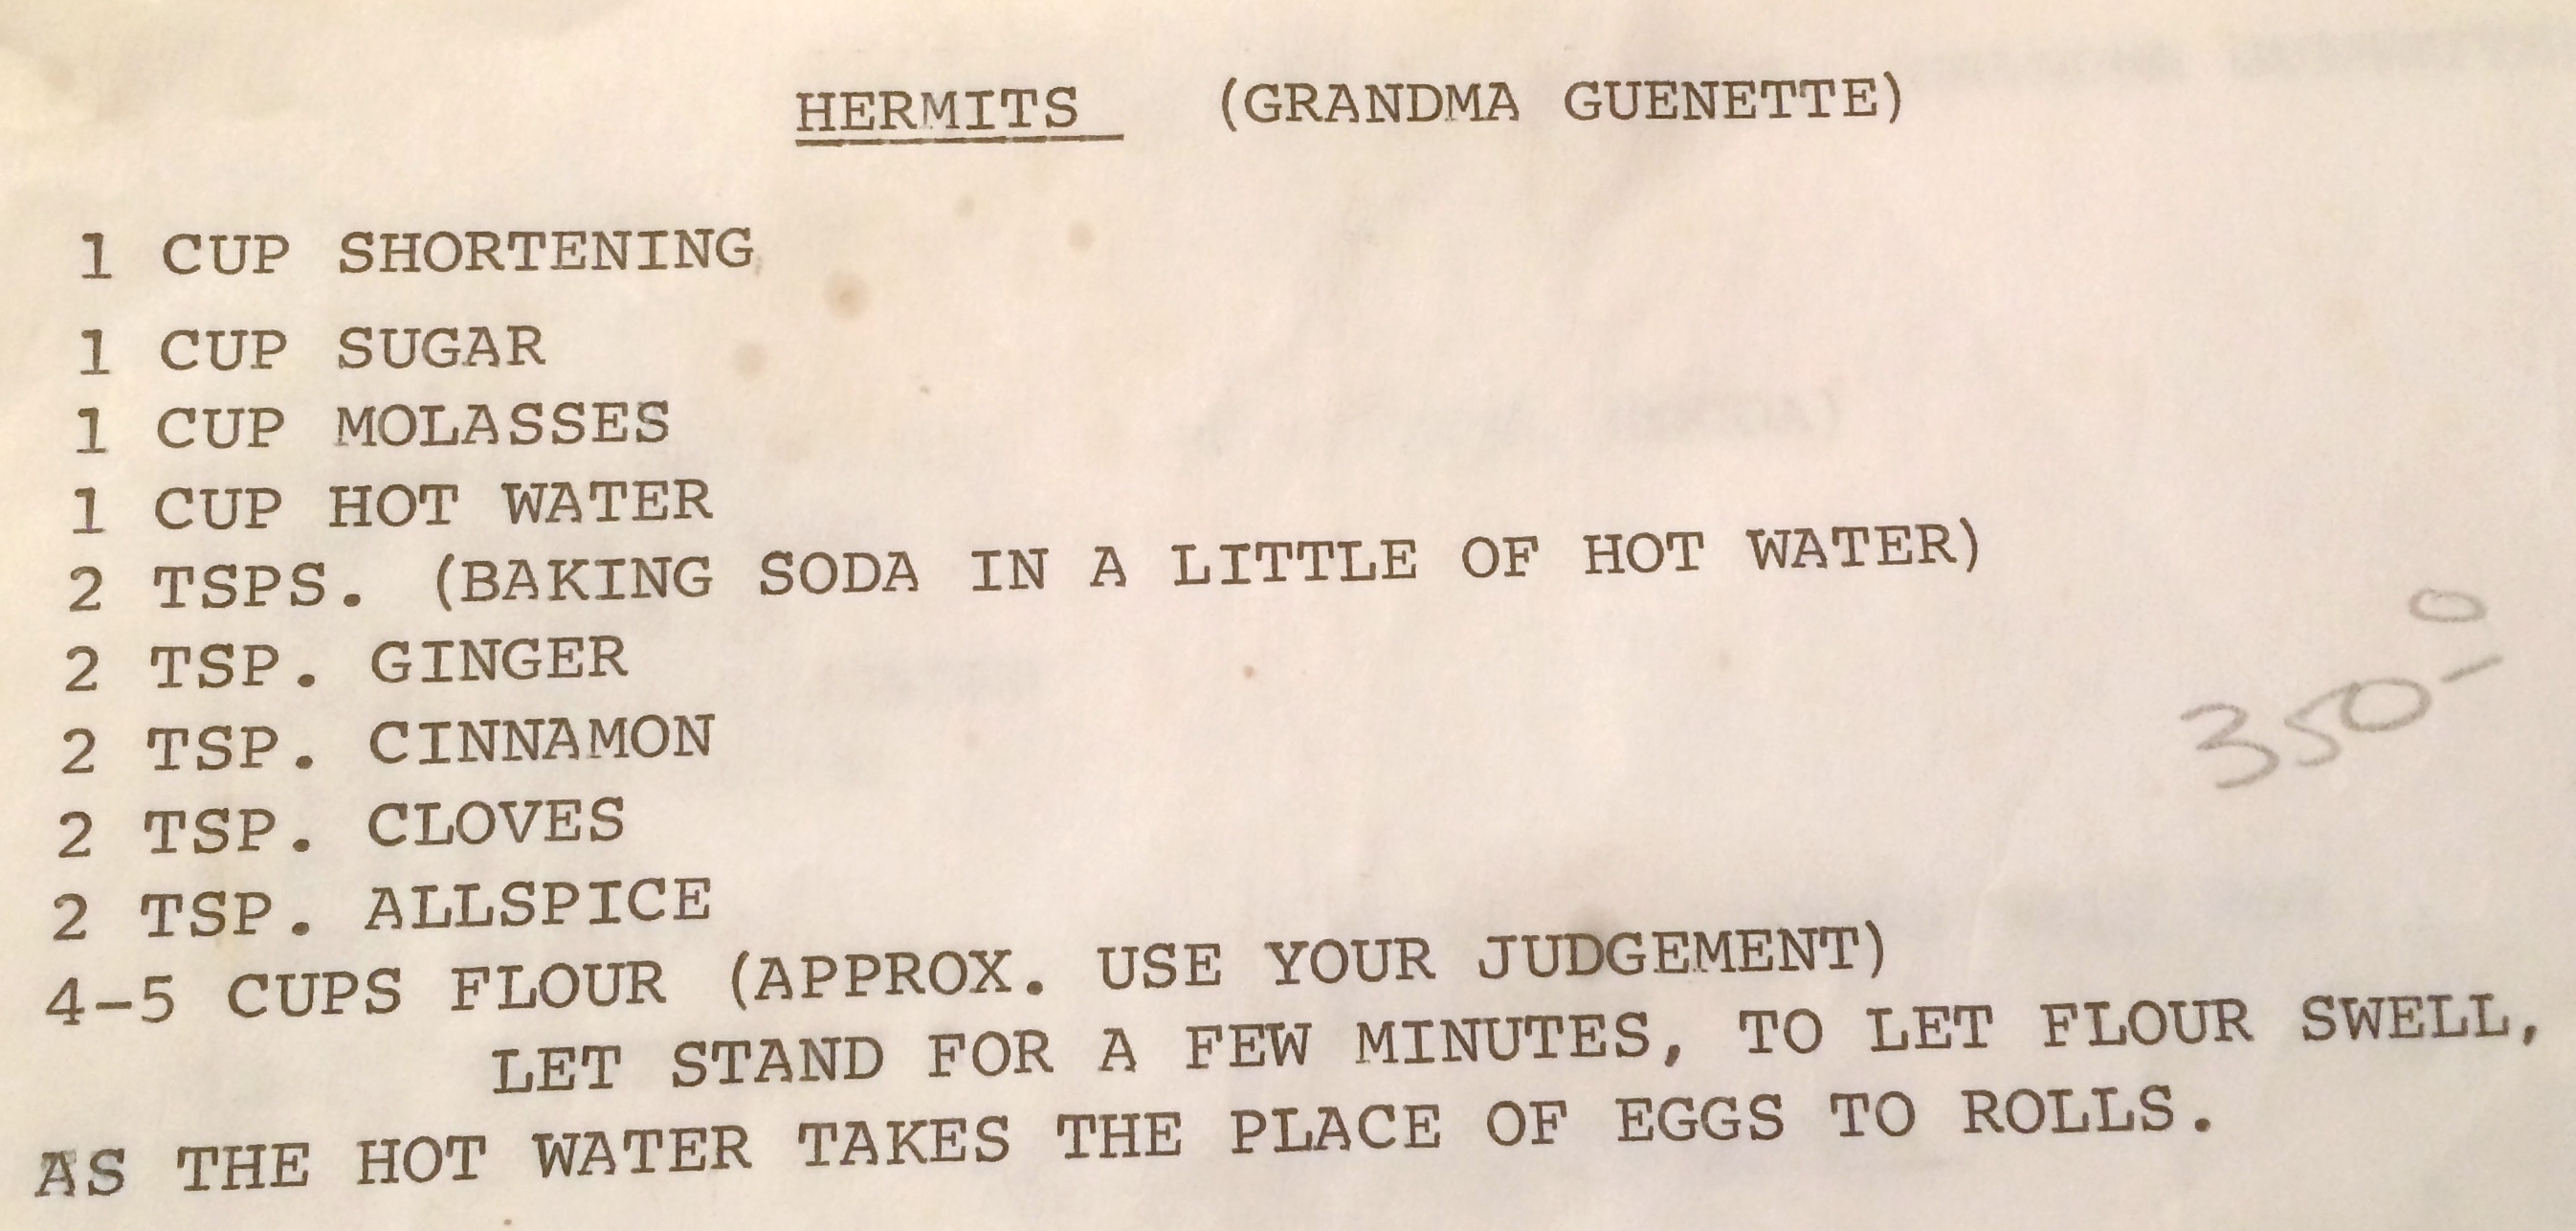 HERMITS (GRANDMA GUENETTE)
1 CUP SHORTENING
1 CUP SUGAR
1 CUP MOLASSES
1 CUP HOT WATER
2 TSPS. (BAKING SODA IN A LITTLE OF HOT WATER)
2 TSP. GINGER
2 TSP. CINNAMON
2 TSP. CLOVES
2 TSP. ALLSPICE
350°
4-5 CUPS FLOUR (APPROX. USE YOUR JUDGEMENT)
LET STAND FOR A FEW MINUTES, TO LET FLOUR SWELL,
AS THE HOT WATER TAKES THE PLACE OF EGGS TO ROLLS.